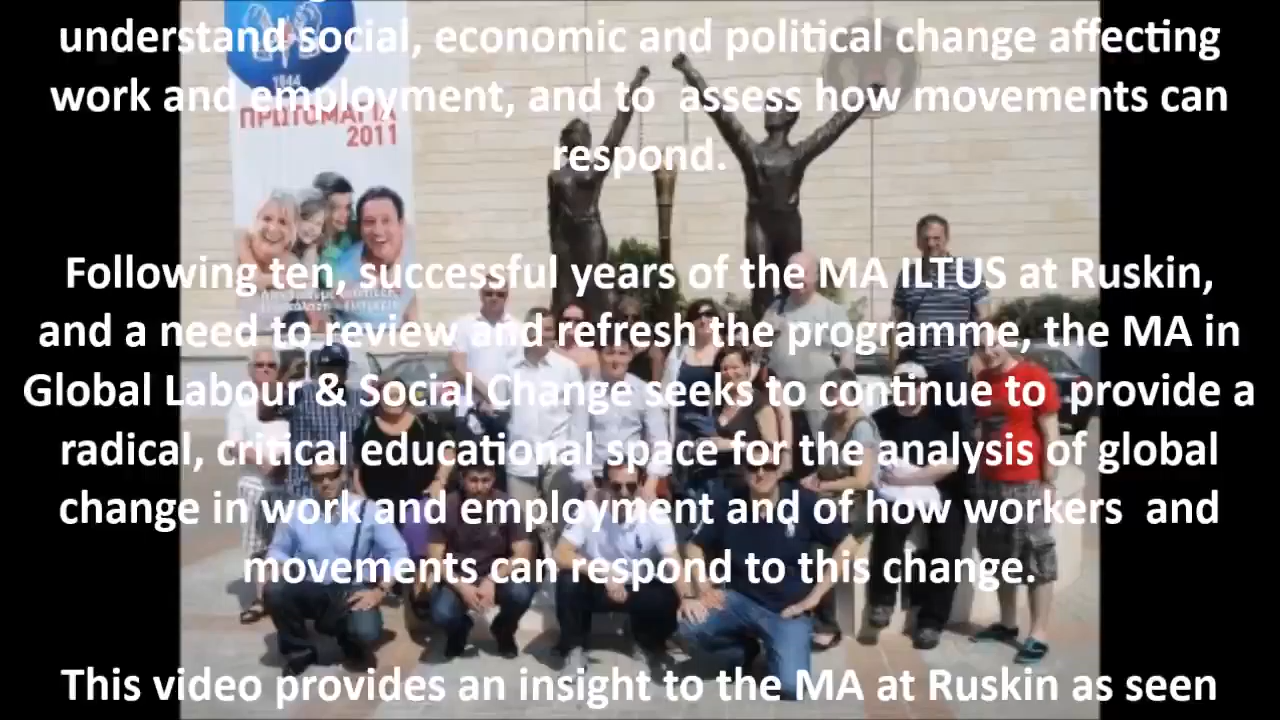 understand social, economic and political change affecting
work and employment, and to assess how movements can
respond.
Following ten, successful years of the MA ILTUS at Ruskin,
and a need to review and refresh the programme, the MA in
Global Labour & Social Change seeks to continue to provide a
radical, critical educational space for the analysis of global
change in work and employment and of how workers and
movements can respond to this change.
This video provides an insight to the MA at Ruskin as seen
1944
ΠΡΩΤΟΜΑΓΙΑ
2011